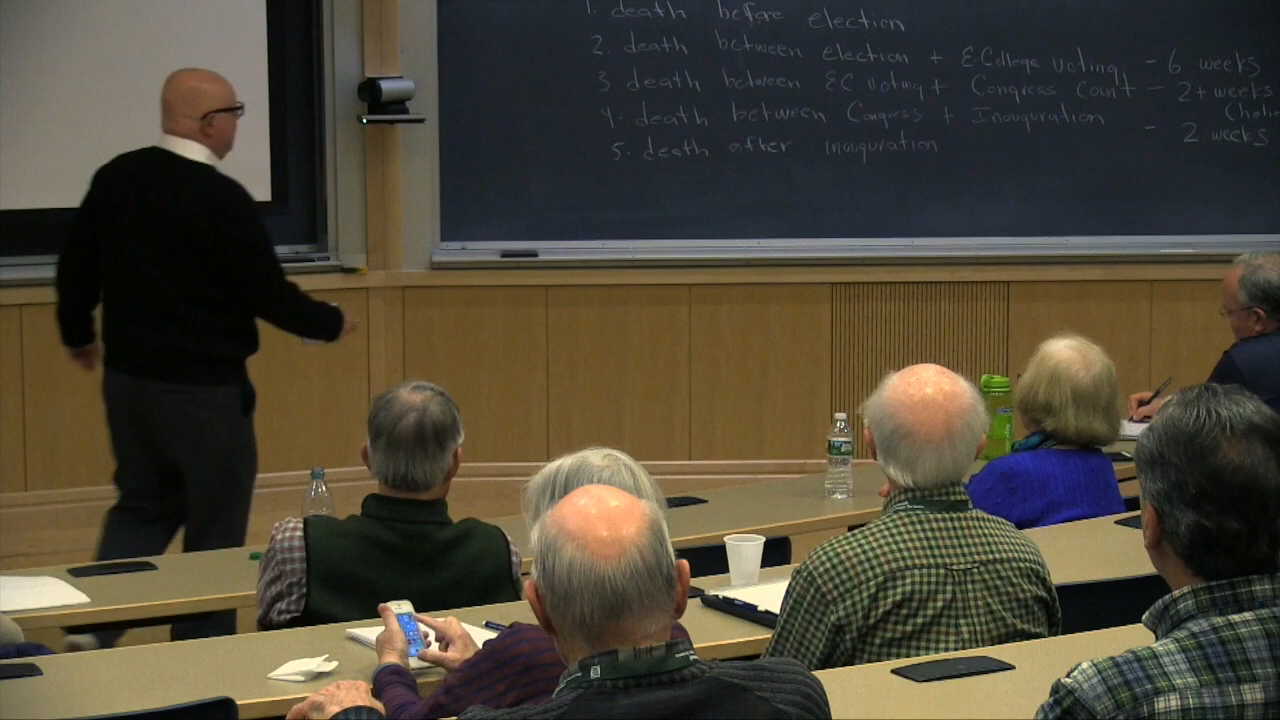 1. death before election
2. death between election + E College voting - 6 weeks
3 death between EC voting + Congress count - 2+ weeks
4. death between Congress + Inauguration - 2 weeks
5. death after inauguration